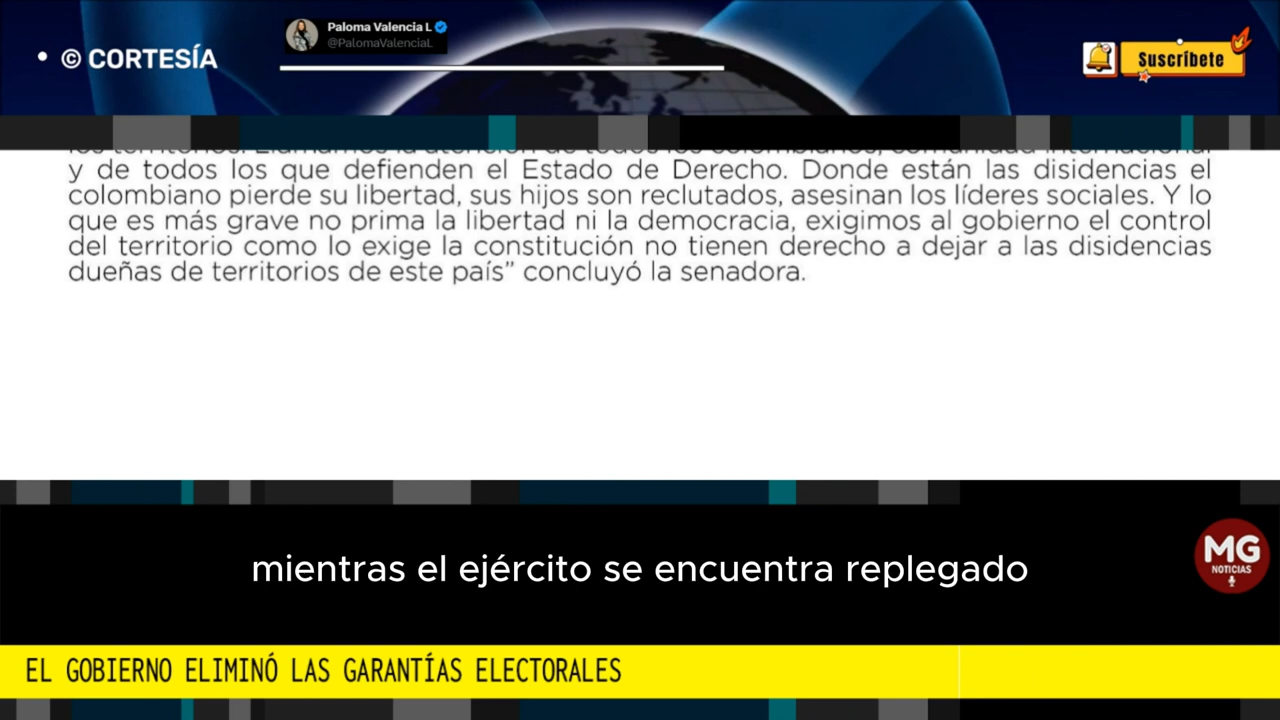 Paloma Valencia L
@PalomaValenciaL
• © CORTESÍA
Suscríbete
y de todos los que defienden el Estado de Derecho. Donde están las disidencias el
colombiano pierde su libertad, sus hijos son reclutados, asesinan los líderes sociales. Y lo
que es más grave no prima la libertad ni la democracia, exigimos al gobierno el control
del territorio como lo exige la constitución no tienen derecho a dejar a las disidencias
dueñas de territorios de este país” concluyó la senadora.
mientras el ejército se encuentra replegado
MG
NOTICIAS
EL GOBIERNO ELIMINÓ LAS GARANTÍAS ELECTORALES